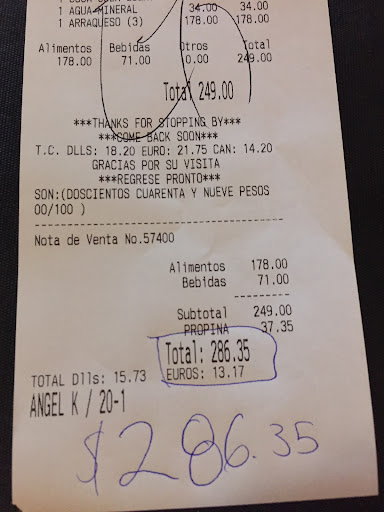 1 AGUA MINERAL 34.00 34.00
1 ARRAQUESO (3) 178.00 178.00
Alimentos Bebidas Otros Total
178.00 71.00 0.00 249.00
Total 249.00
***THANKS FOR STOPPING BY***
***COME BACK SOON***
T.C. DLLS: 18.20 EURO: 21.75 CAN: 14.20
GRACIAS POR SU VISITA
***REGRESE PRONTO***
SON:(DOSCIENTOS CUARENTA Y NUEVE PESOS
00/100 )
Nota de Venta No.57400
Alimentos 178.00
Bebidas 71.00
Subtotal 249.00
PROPINA 37.35
Total: 286.35
TOTAL Dlls: 15.73 EUROS: 13.17
ANGEL K / 20-1
$286.35